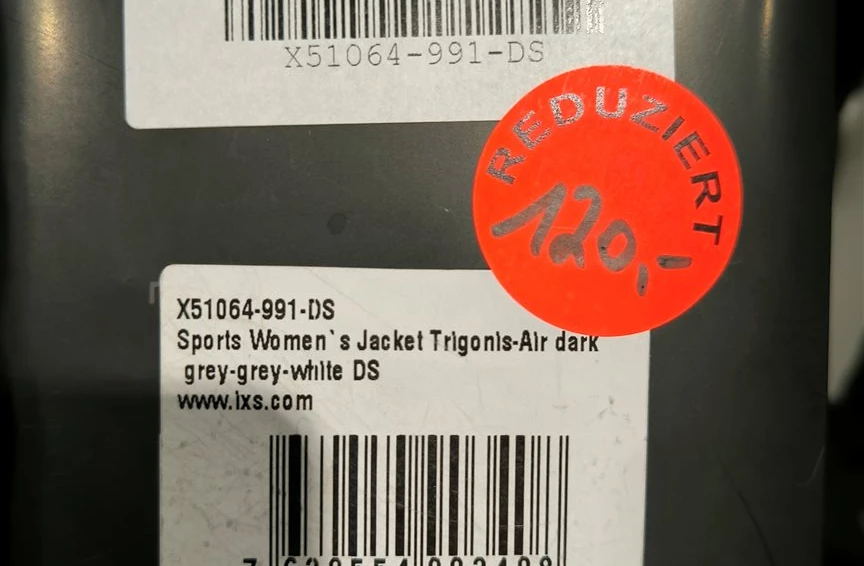 X51064-991-DS
REDUZIERT
120,-
X51064-991-DS
Sports Women`s Jacket Trigonis-Air dark
grey-grey-white DS
www.ixs.com